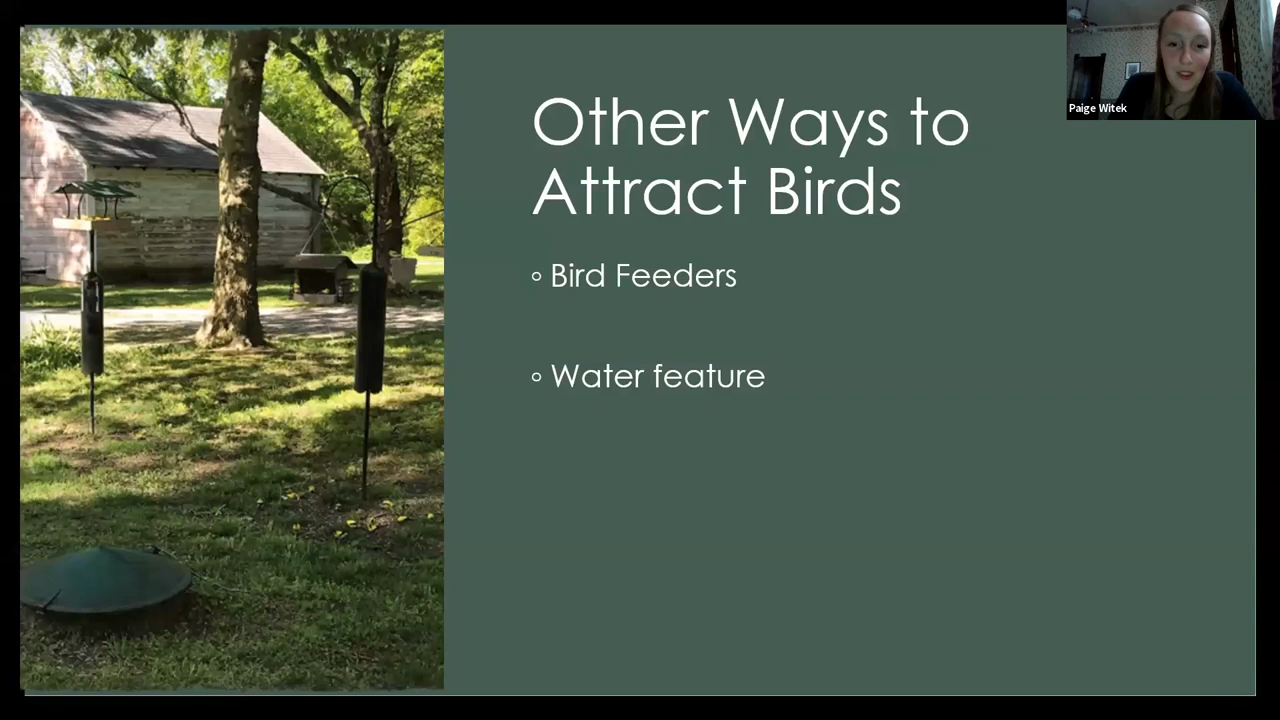 Paige Witek
Other Ways to
Attract Birds
Bird Feeders
Water feature